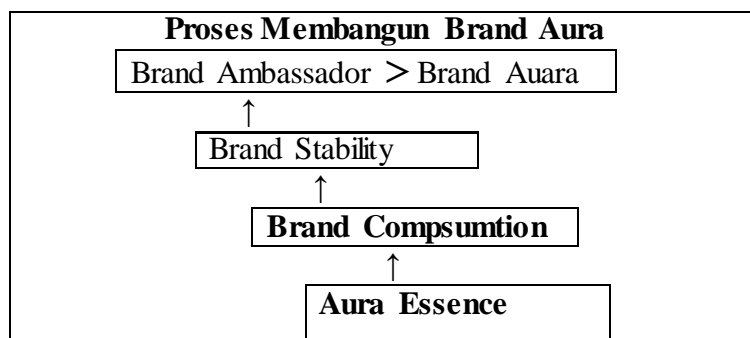 Proses Membangun Brand Aura
Brand Ambassador > Brand Auara
↑
Brand Stability
↑
Brand Compsumtion
↑
Aura Essence